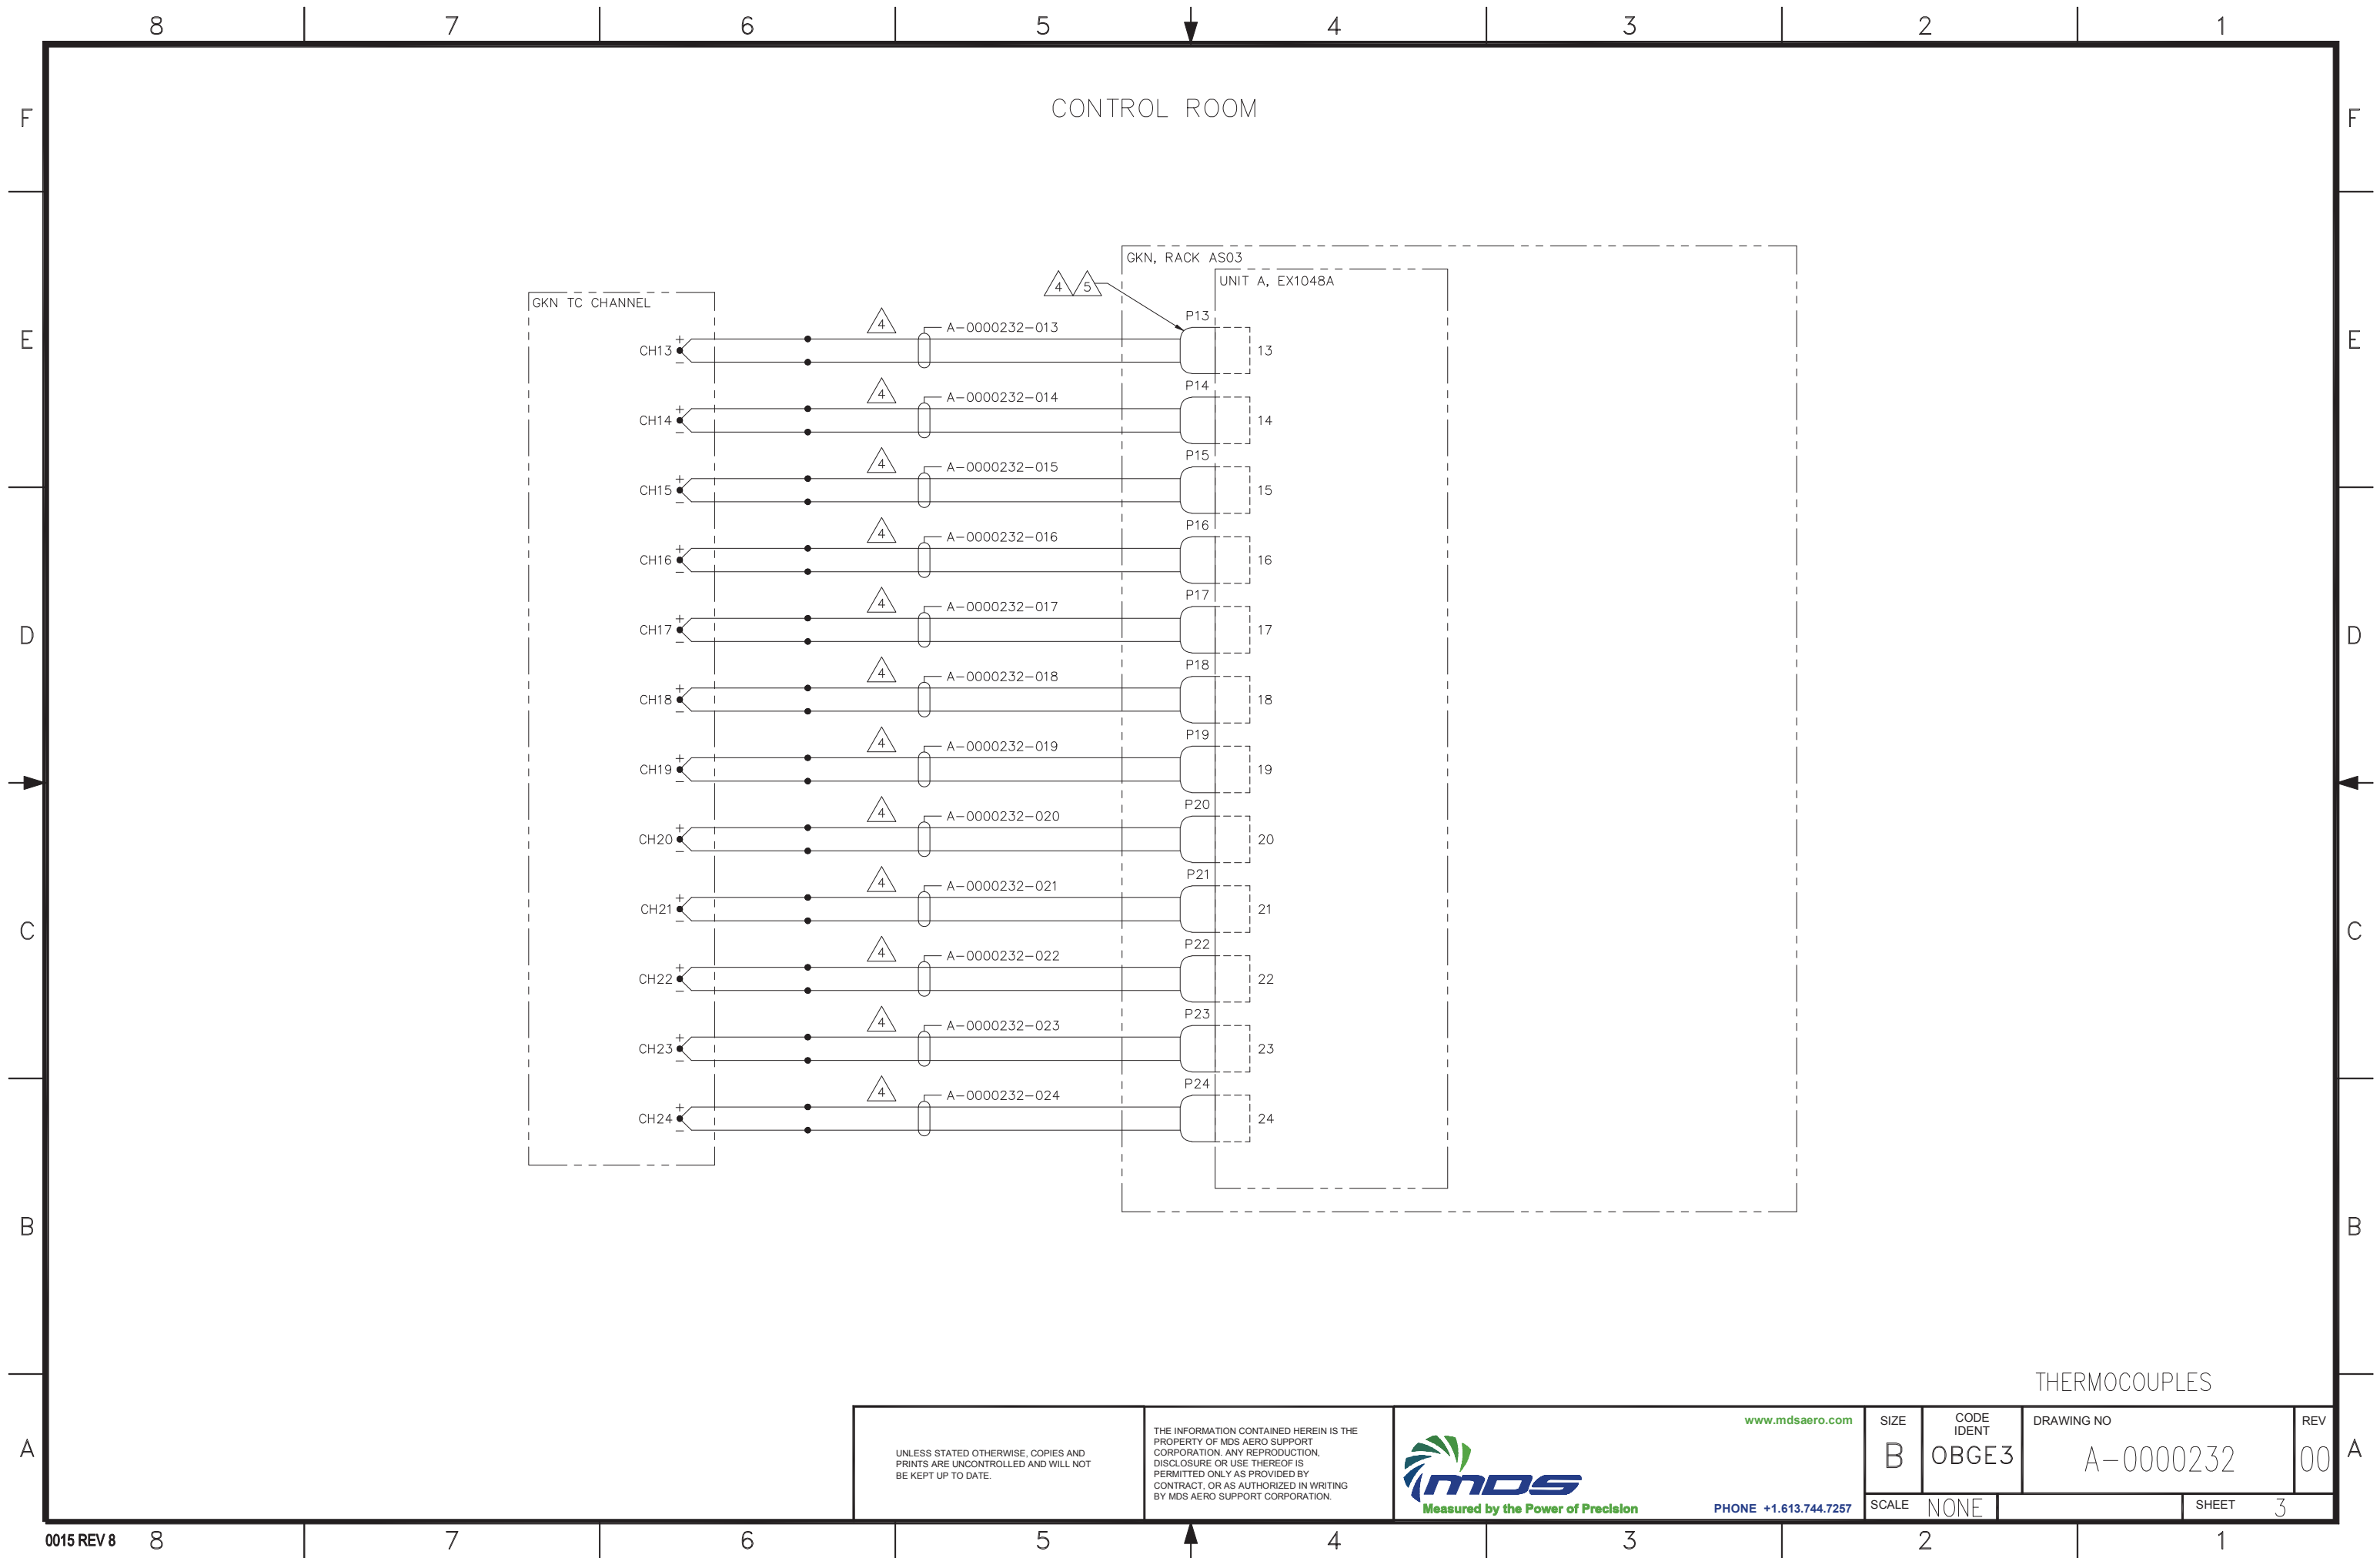 8 7 6 5 4 3 2 1
F F
CONTROL ROOM
GKN, RACK AS03
UNIT A, EX1048A
4 5
GKN TC CHANNEL
E E
P13
4 A-0000232-013
CH13 + - 13
P14
4 A-0000232-014
CH14 + - 14
P15
4 A-0000232-015
CH15 + - 15
P16
4 A-0000232-016
CH16 + - 16
P17
4 A-0000232-017
CH17 + - 17
D D
P18
4 A-0000232-018
CH18 + - 18
P19
4 A-0000232-019
CH19 + - 19
P20
4 A-0000232-020
CH20 + - 20
P21
4 A-0000232-021
CH21 + - 21
C C
P22
4 A-0000232-022
CH22 + - 22
P23
4 A-0000232-023
CH23 + - 23
P24
4 A-0000232-024
CH24 + - 24
B B
THERMOCOUPLES
A A
UNLESS STATED OTHERWISE, COPIES AND
PRINTS ARE UNCONTROLLED AND WILL NOT
BE KEPT UP TO DATE.
THE INFORMATION CONTAINED HEREIN IS THE
PROPERTY OF MDS AERO SUPPORT
CORPORATION. ANY REPRODUCTION,
DISCLOSURE OR USE THEREOF IS
PERMITTED ONLY AS PROVIDED BY
CONTRACT, OR AS AUTHORIZED IN WRITING
BY MDS AERO SUPPORT CORPORATION.
www.mdsaero.com
mds
Measured by the Power of Precision
PHONE +1.613.744.7257
SIZE
B
CODE
IDENT
OBGE3
DRAWING NO
A-0000232
REV
00
SCALE NONE
SHEET 3
0015 REV 8
8 7 6 5 4 3 2 1